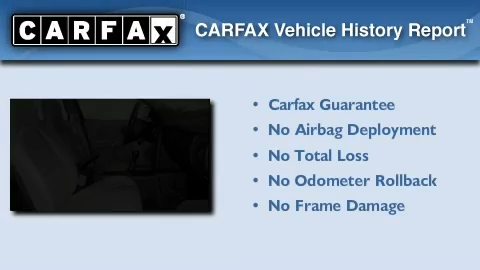 CARFAX® CARFAX Vehicle History Report™
• Carfax Guarantee
• No Airbag Deployment
• No Total Loss
• No Odometer Rollback
• No Frame Damage